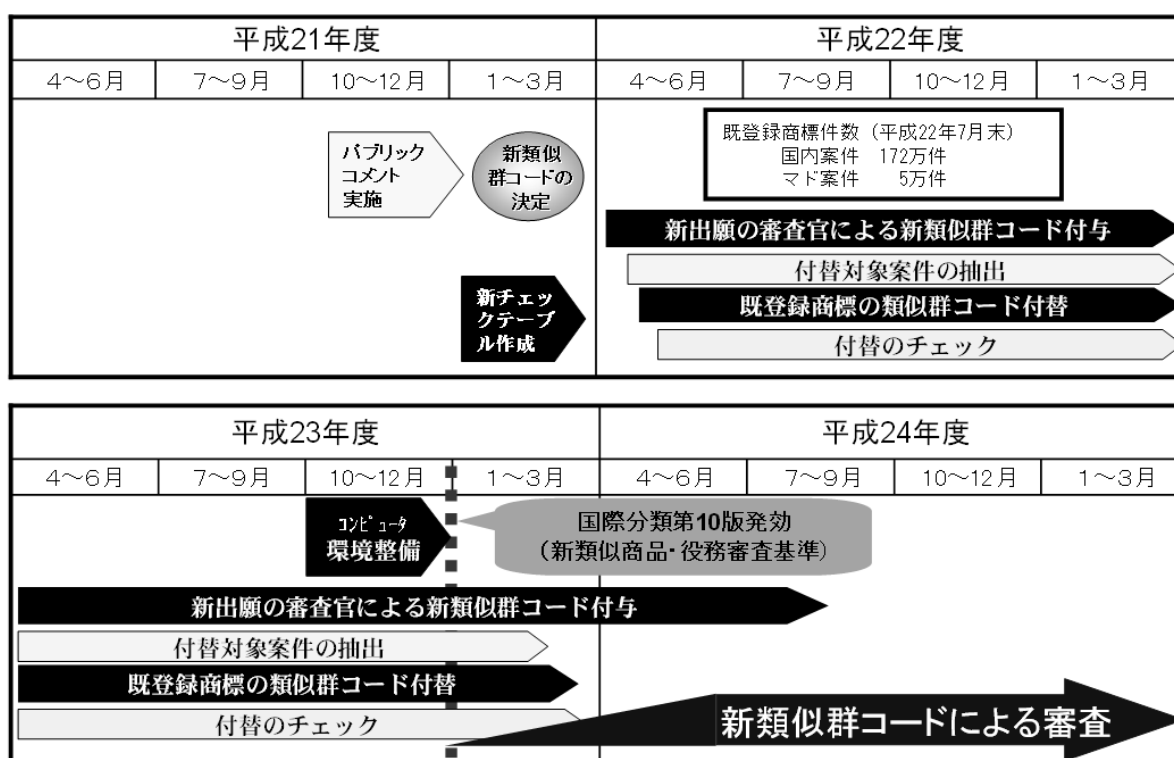 平成21年度
平成22年度
4～6月
7～9月
10～12月
1～3月
4～6月
7～9月
10～12月
1～3月
パブリック
コメント
実施
新類似
群コードの
決定
既登録商標件数（平成22年7月末）
国内案件 172万件
マド案件 5万件
新出願の審査官による新類似群コード付与
付替対象案件の抽出
新チェッ
クテーブ
ル作成
既登録商標の類似群コード付替
付替のチェック
平成23年度
平成24年度
4～6月
7～9月
10～12月
1～3月
4～6月
7～9月
10～12月
1～3月
ｺﾝﾋﾟｭｰﾀ
環境整備
国際分類第10版発効
（新類似商品・役務審査基準）
新出願の審査官による新類似群コード付与
付替対象案件の抽出
既登録商標の類似群コード付替
付替のチェック
新類似群コードによる審査